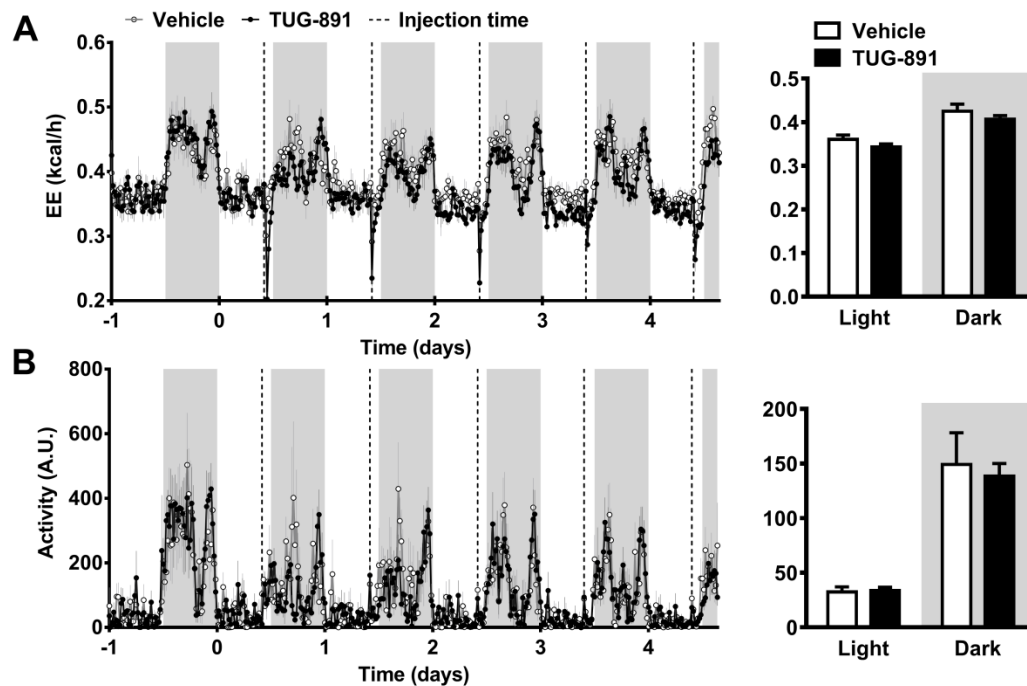 A
Vehicle TUG-891 Injection time
EE (kcal/h)
0.6
0.5
0.4
0.3
0.2
-1 0 1 2 3 4
Time (days)
Vehicle
TUG-891
0.5
0.4
0.3
0.2
0.1
0.0
Light Dark
B
Activity (A.U.)
800
600
400
200
0
-1 0 1 2 3 4
Time (days)
200
150
100
50
0
Light Dark